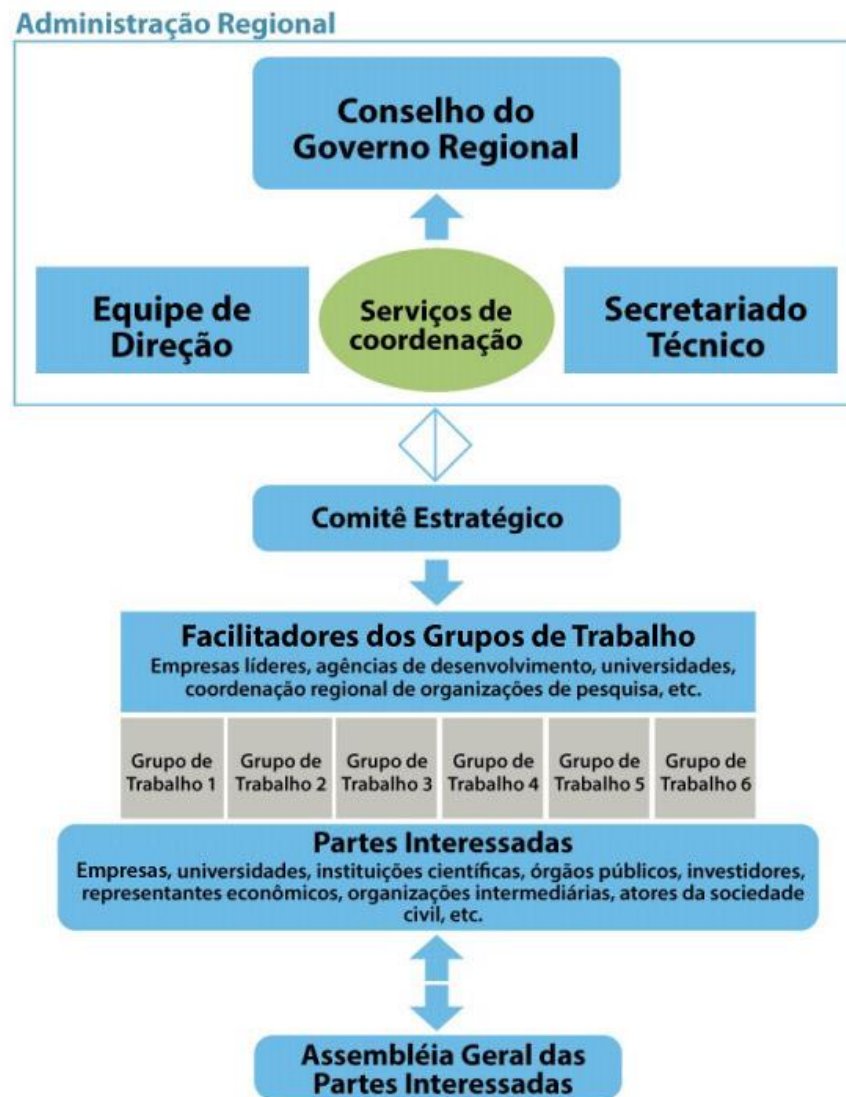 Administração Regional
Conselho do
Governo Regional
Equipe de
Direção
Serviços de
coordenação
Secretariado
Técnico
Comitê Estratégico
Facilitadores dos Grupos de Trabalho
Empresas líderes, agências de desenvolvimento, universidades,
coordenação regional de organizações de pesquisa, etc.
Grupo de
Trabalho 1
Grupo de
Trabalho 2
Grupo de
Trabalho 3
Grupo de
Trabalho 4
Grupo de
Trabalho 5
Grupo de
Trabalho 6
Partes Interessadas
Empresas, universidades, instituições científicas, órgãos públicos, investidores,
representantes econômicos, organizações intermediárias, atores da sociedade
civil, etc.
Assembléia Geral das
Partes Interessadas